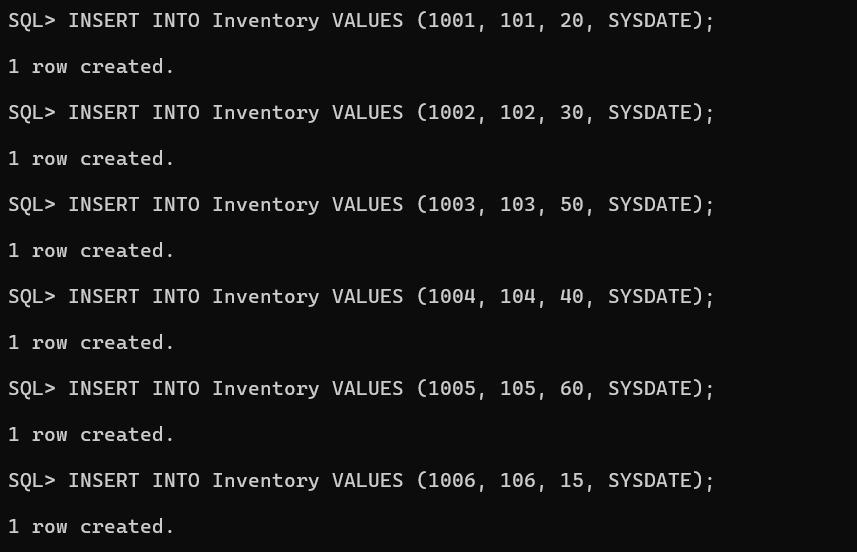 SQL> INSERT INTO Inventory VALUES (1001, 101, 20, SYSDATE);
1 row created.
SQL> INSERT INTO Inventory VALUES (1002, 102, 30, SYSDATE);
1 row created.
SQL> INSERT INTO Inventory VALUES (1003, 103, 50, SYSDATE);
1 row created.
SQL> INSERT INTO Inventory VALUES (1004, 104, 40, SYSDATE);
1 row created.
SQL> INSERT INTO Inventory VALUES (1005, 105, 60, SYSDATE);
1 row created.
SQL> INSERT INTO Inventory VALUES (1006, 106, 15, SYSDATE);
1 row created.